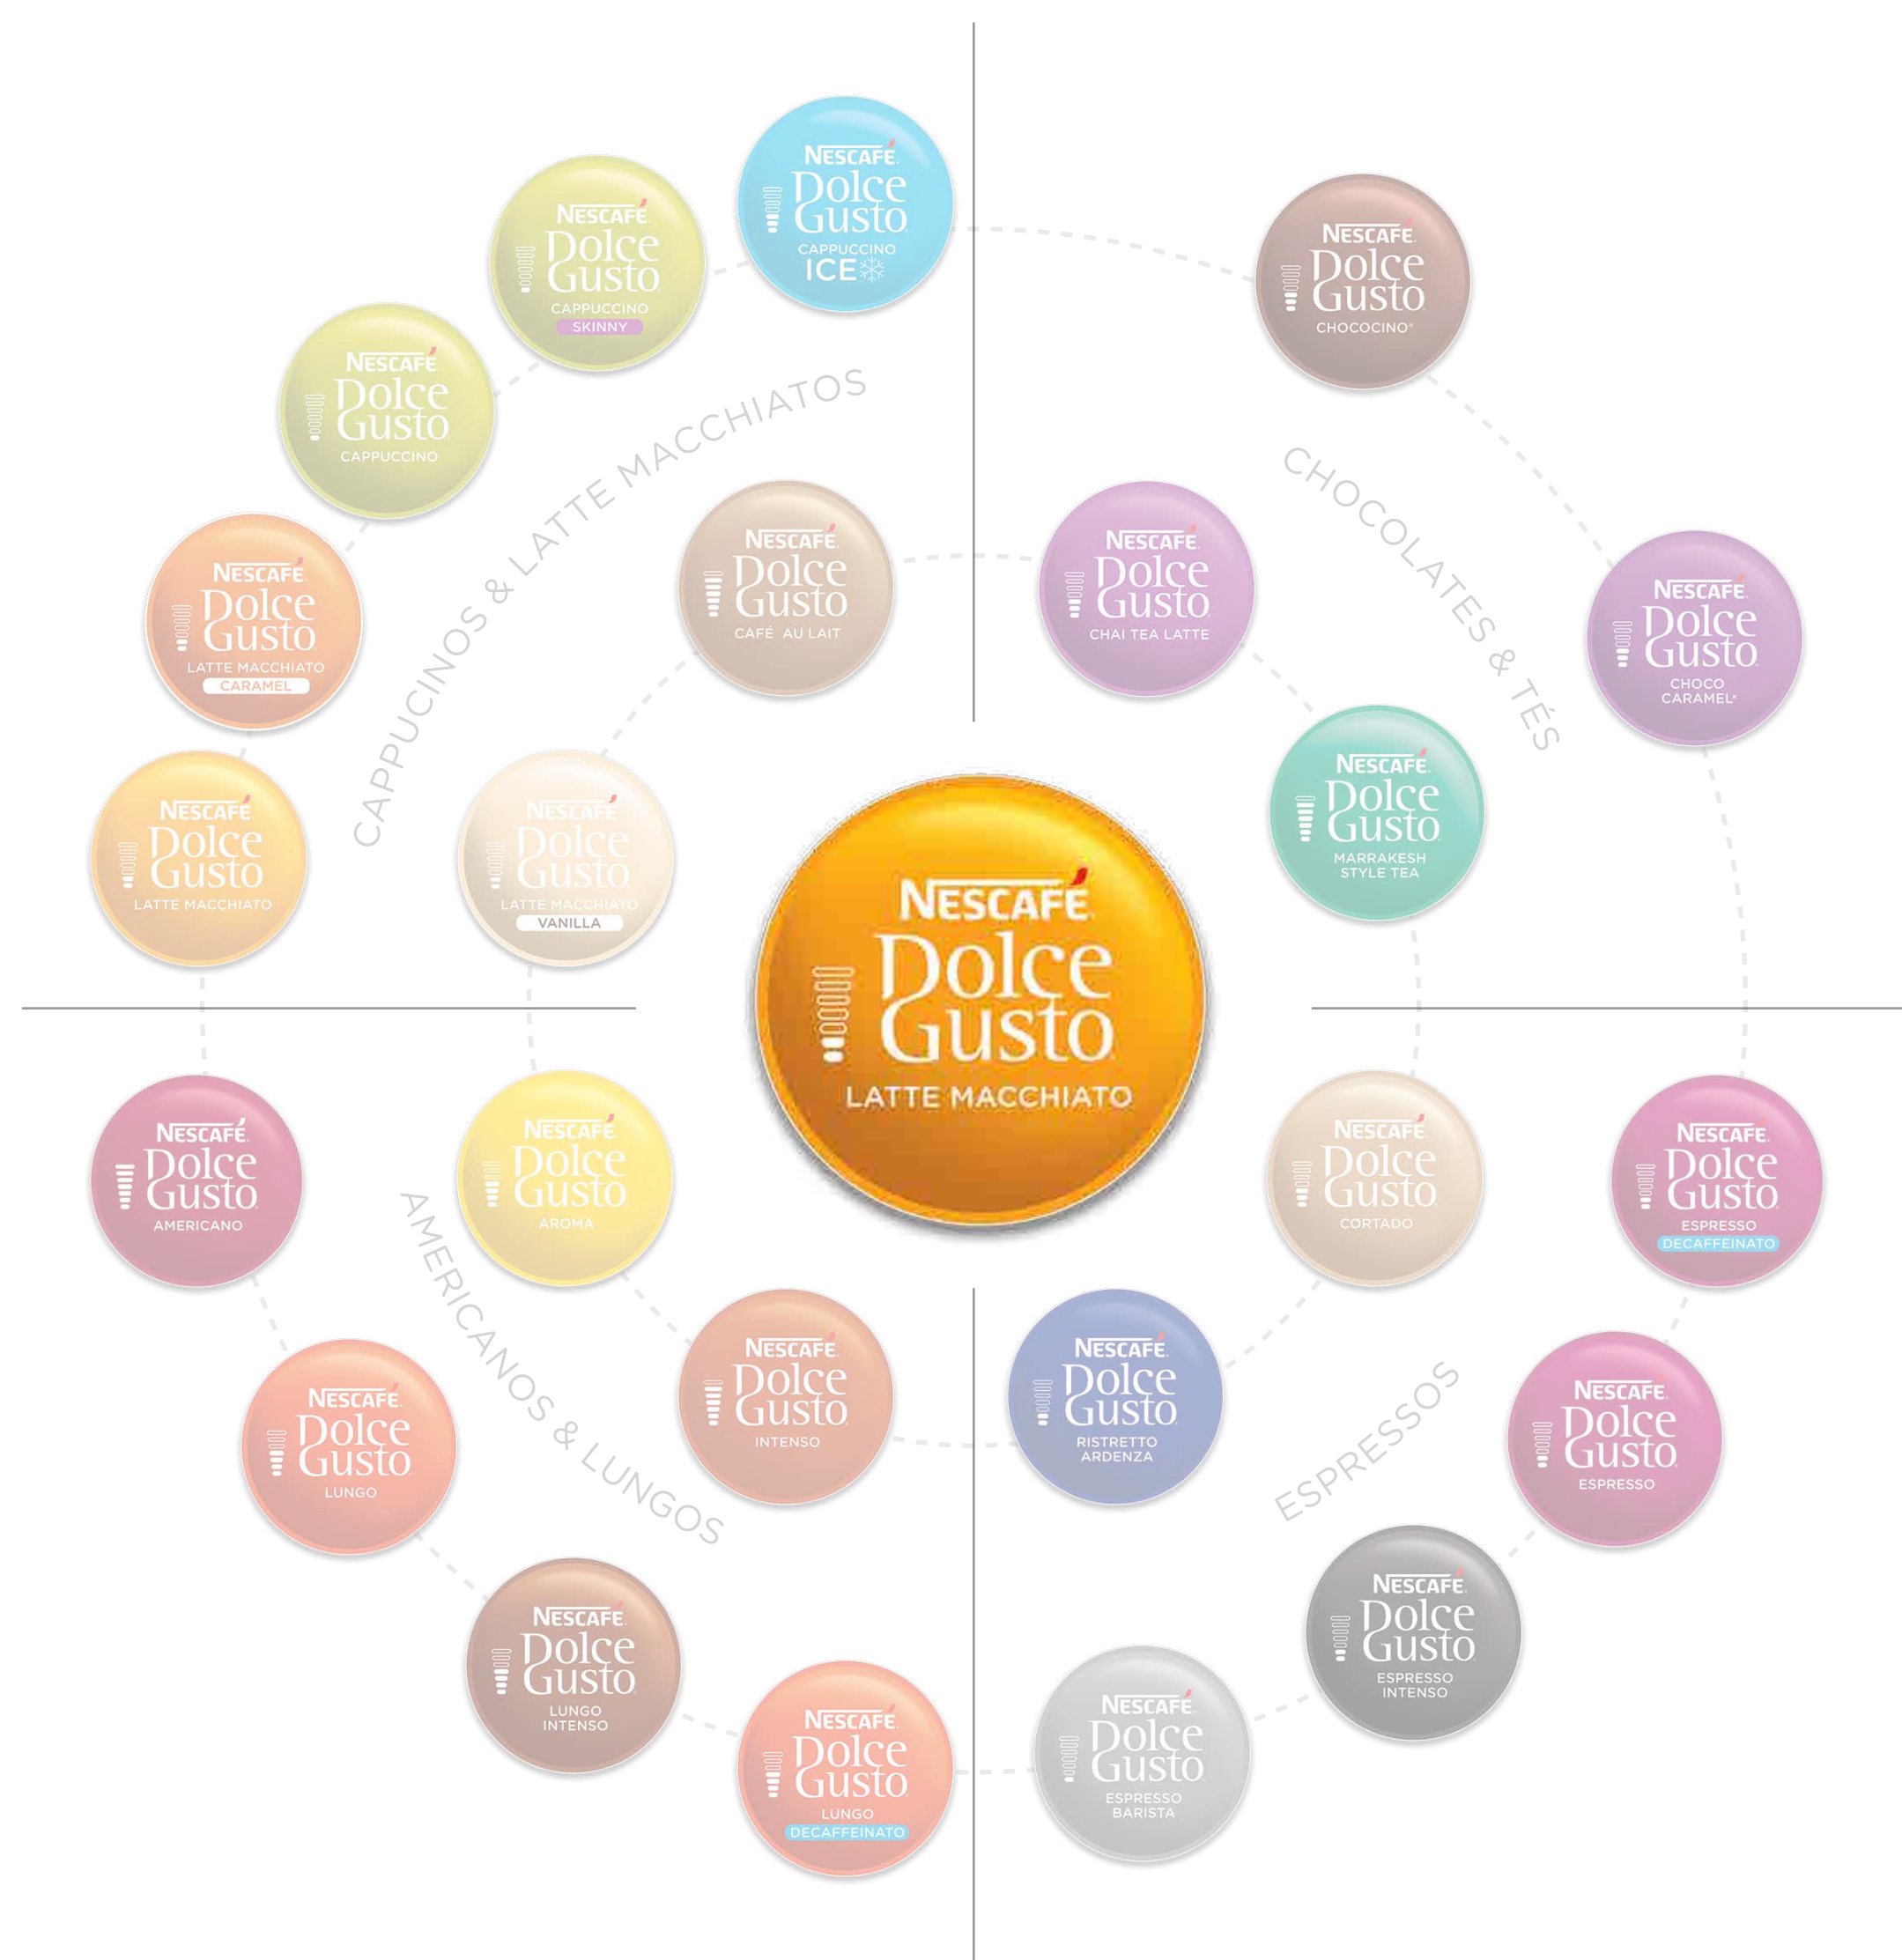 NESCAFÉ
Dolce
Gusto
CAPPUCCINO
ICE
NESCAFÉ
Dolce
Gusto
CAPPUCCINO
SKINNY
NESCAFÉ
Dolce
Gusto
CAPPUCCINO
NESCAFÉ
Dolce
Gusto
LATTE MACCHIATO
CARAMEL
NESCAFÉ
Dolce
Gusto
LATTE MACCHIATO
CAPPUCINOS & LATTE MACCHIATOS
NESCAFÉ
Dolce
Gusto
CAFÉ AU LAIT
NESCAFÉ
Dolce
Gusto
LATTE MACCHIATO
VANILLA
NESCAFÉ
Dolce
Gusto
CHOCOCINO®
CHOCOLATES & TÉS
NESCAFÉ
Dolce
Gusto
CHAI TEA LATTE
NESCAFÉ
Dolce
Gusto
CHOCO
CARAMEL®
NESCAFÉ
Dolce
Gusto
MARRAKESH
STYLE TEA
NESCAFÉ
Dolce
Gusto
LATTE MACCHIATO
NESCAFÉ
Dolce
Gusto
AMERICANO
NESCAFÉ
Dolce
Gusto
AROMA
AMERICANOS & LUNGOS
NESCAFÉ
Dolce
Gusto
LUNGO
NESCAFÉ
Dolce
Gusto
INTENSO
NESCAFÉ
Dolce
Gusto
LUNGO
INTENSO
NESCAFÉ
Dolce
Gusto
LUNGO
DECAFFEINATO
NESCAFÉ
Dolce
Gusto
CORTADO
NESCAFÉ
Dolce
Gusto
ESPRESSO
DECAFFEINATO
NESCAFÉ
Dolce
Gusto
RISTRETTO
ARDENZA
ESPRESSOS
NESCAFÉ
Dolce
Gusto
ESPRESSO
NESCAFÉ
Dolce
Gusto
ESPRESSO
INTENSO
NESCAFÉ
Dolce
Gusto
ESPRESSO
BARISTA